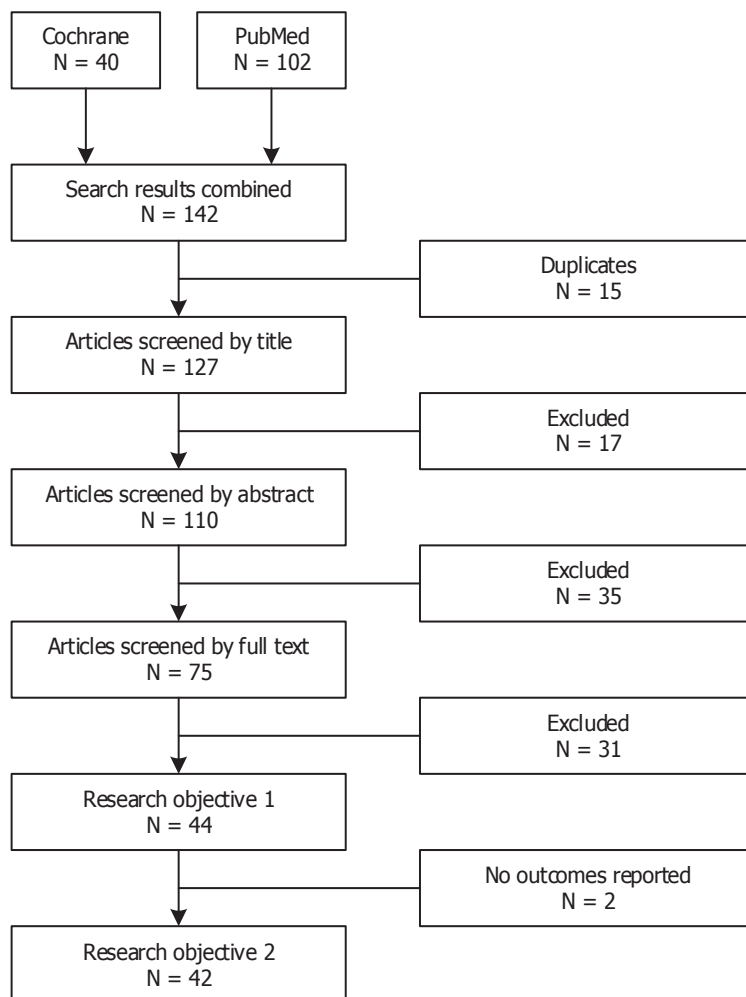 Cochrane
N = 40
PubMed
N = 102
Search results combined
N = 142
Duplicates
N = 15
Articles screened by title
N = 127
Excluded
N = 17
Articles screened by abstract
N = 110
Excluded
N = 35
Articles screened by full text
N = 75
Excluded
N = 31
Research objective 1
N = 44
No outcomes reported
N = 2
Research objective 2
N = 42